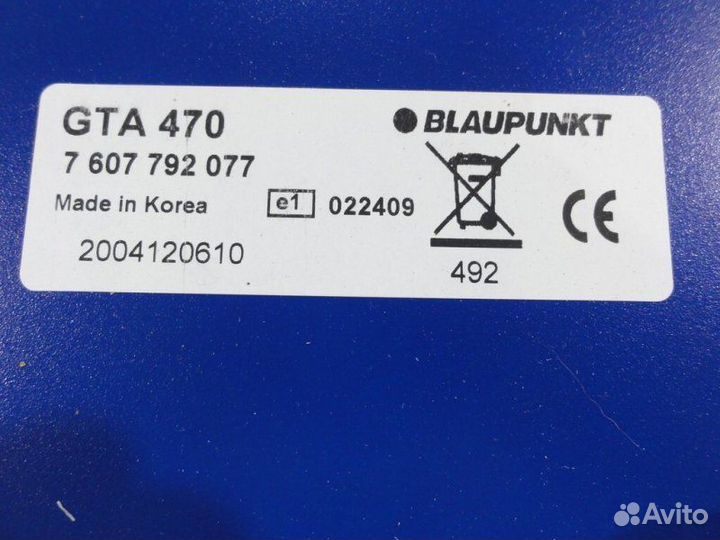 GTA 470
BLAUPUNKT
7 607 792 077
Made in Korea
e1 022409
CE
2004120610
492
Avito